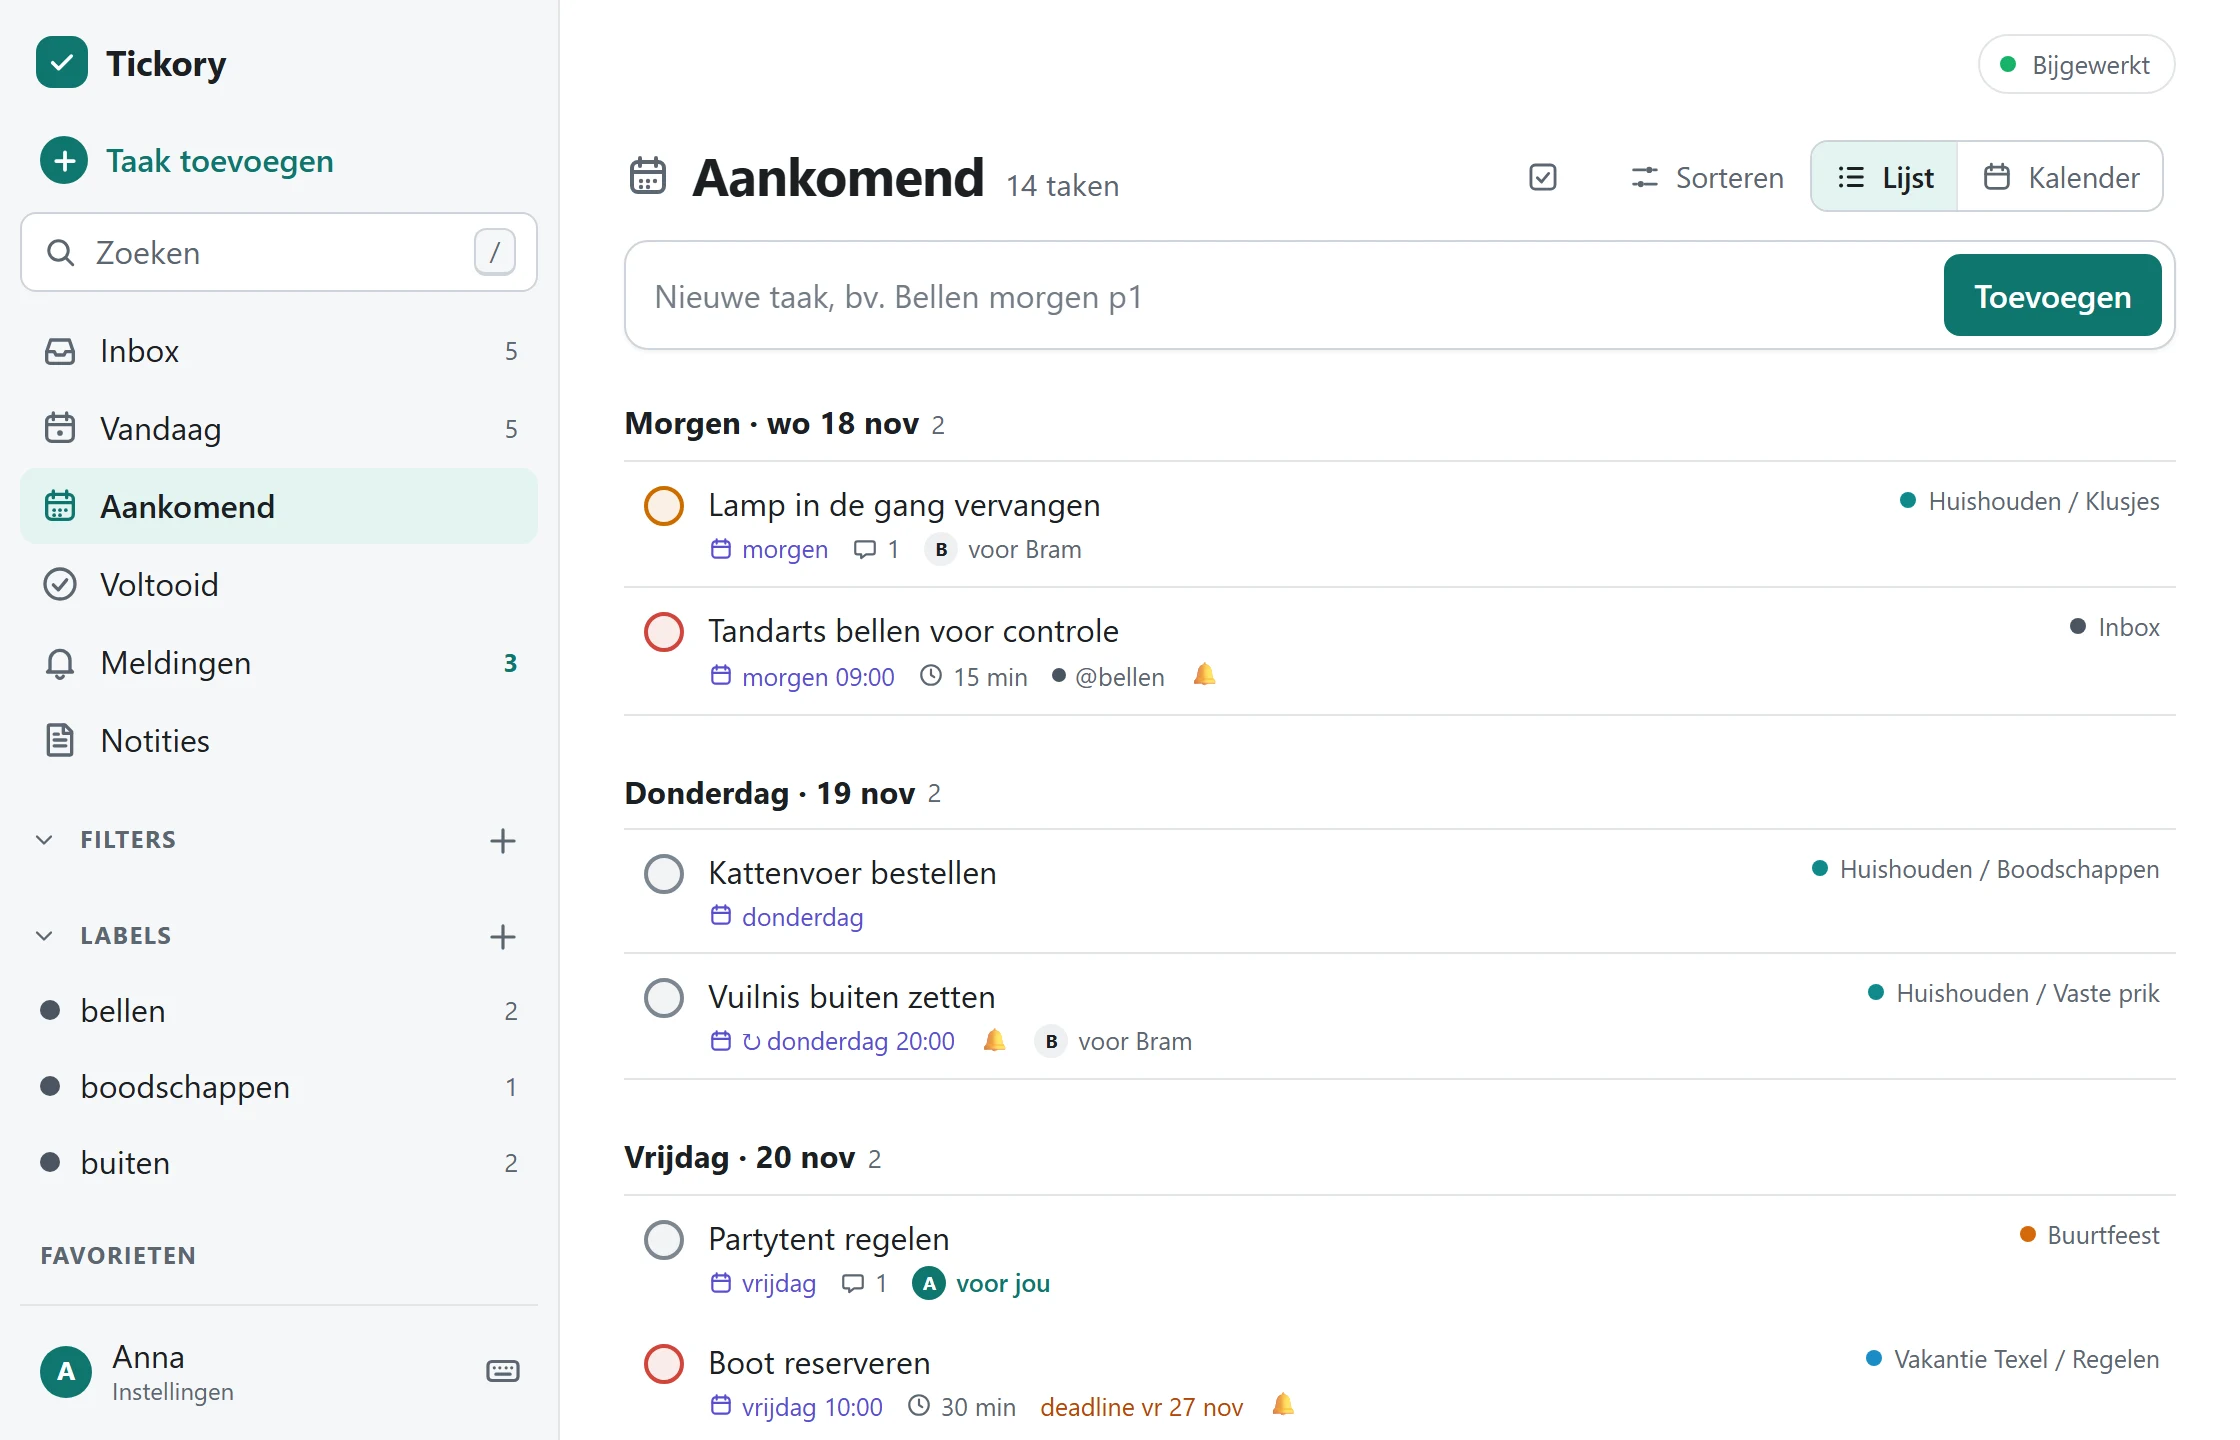 Tickory
Taak toevoegen
Zoeken /
Inbox 5
Vandaag 5
Aankomend
Voltooid
Meldingen 3
Notities
FILTERS
LABELS
bellen 2
boodschappen 1
buiten 2
FAVORIETEN
A Anna
Instellingen
Bijgewerkt
Aankomend 14 taken
Sorteren
Lijst
Kalender
Nieuwe taak, bv. Bellen morgen p1
Toevoegen
Morgen · wo 18 nov 2
Lamp in de gang vervangen
Huishouden / Klusjes
morgen 1 B voor Bram
Tandarts bellen voor controle
Inbox
morgen 09:00 15 min @bellen
Donderdag · 19 nov 2
Kattenvoer bestellen
Huishouden / Boodschappen
donderdag
Vuilnis buiten zetten
Huishouden / Vaste prik
↻ donderdag 20:00 B voor Bram
Vrijdag · 20 nov 2
Partytent regelen
Buurtfeest
vrijdag 1 A voor jou
Boot reserveren
Vakantie Texel / Regelen
vrijdag 10:00 30 min deadline vr 27 nov